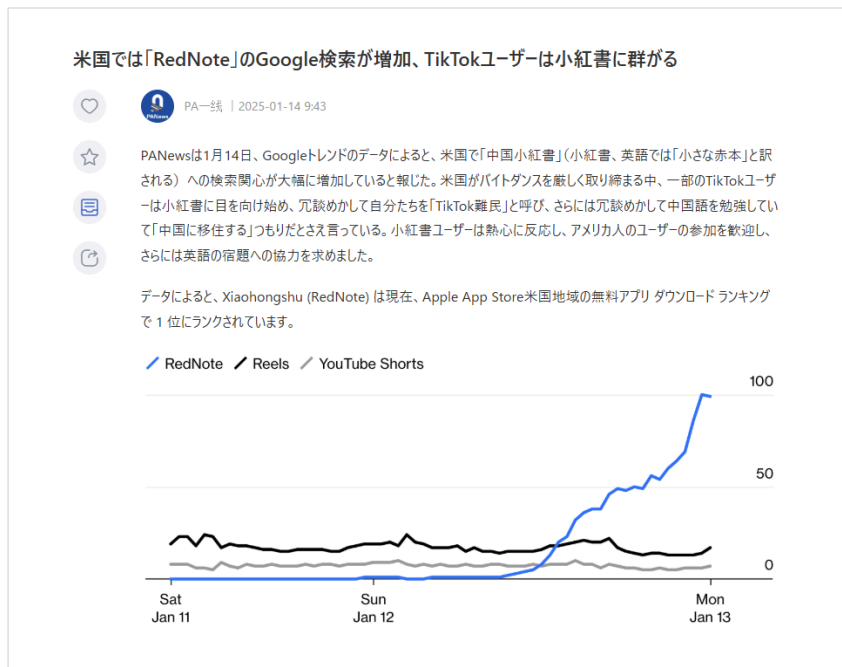 米国では「RedNote」のGoogle検索が増加、TikTokユーザーは小紅書に群がる
PANews
PA一线 | 2025-01-14 9:43
PANewsは1月14日、Googleトレンドのデータによると、米国で「中国小紅書」（小紅書、英語では「小さな赤本」と訳
される）への検索関心が大幅に増加していると報じた。米国がバイトダンスを厳しく取り締まる中、一部のTikTokユーザ
ーは小紅書に目を向け始め、冗談めかして自分たちを「TikTok難民」と呼び、さらには冗談めかして中国語を勉強してい
て「中国に移住する」つもりだとさえ言っている。小紅書ユーザーは熱心に反応し、アメリカ人のユーザーの参加を歓迎し、
さらには英語の宿題への協力を求めました。
データによると、Xiaohongshu (RedNote) は現在、Apple App Store米国地域の無料アプリ ダウンロード ランキング
で 1 位にランクされています。
RedNote Reels YouTube Shorts
100
50
0
Sat Sun Mon
Jan 11 Jan 12 Jan 13